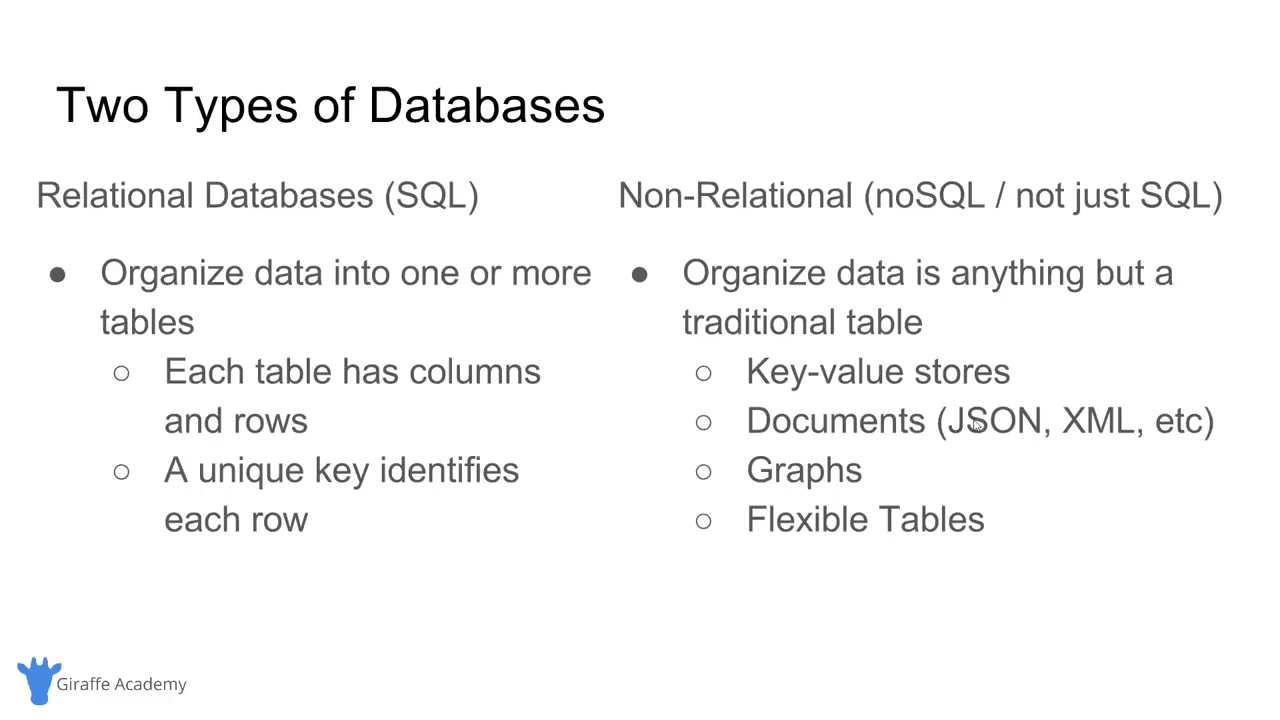 Two Types of Databases
Relational Databases (SQL)
● Organize data into one or more
tables
○ Each table has columns
and rows
○ A unique key identifies
each row
Non-Relational (noSQL / not just SQL)
● Organize data is anything but a
traditional table
○ Key-value stores
○ Documents (JSON, XML, etc)
○ Graphs
○ Flexible Tables
Giraffe Academy